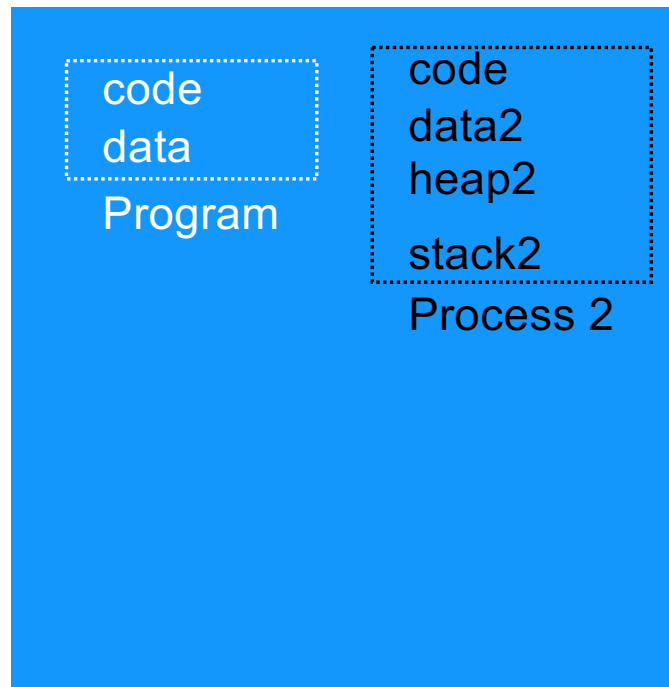 code
data
Program
code
data2
heap2
stack2
Process 2